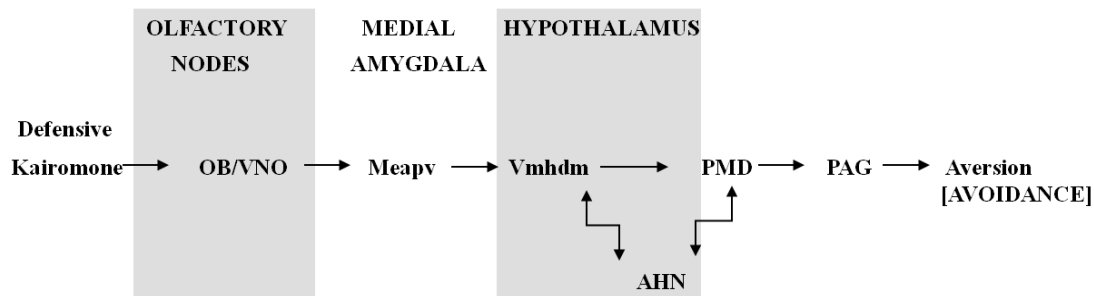 OLFACTORY
NODES
MEDIAL
AMYGDALA
HYPOTHALAMUS
Defensive
Kairomone
OB/VNO
Meapv
Vmhdm
PMD
PAG
Aversion
[AVOIDANCE]
AHN